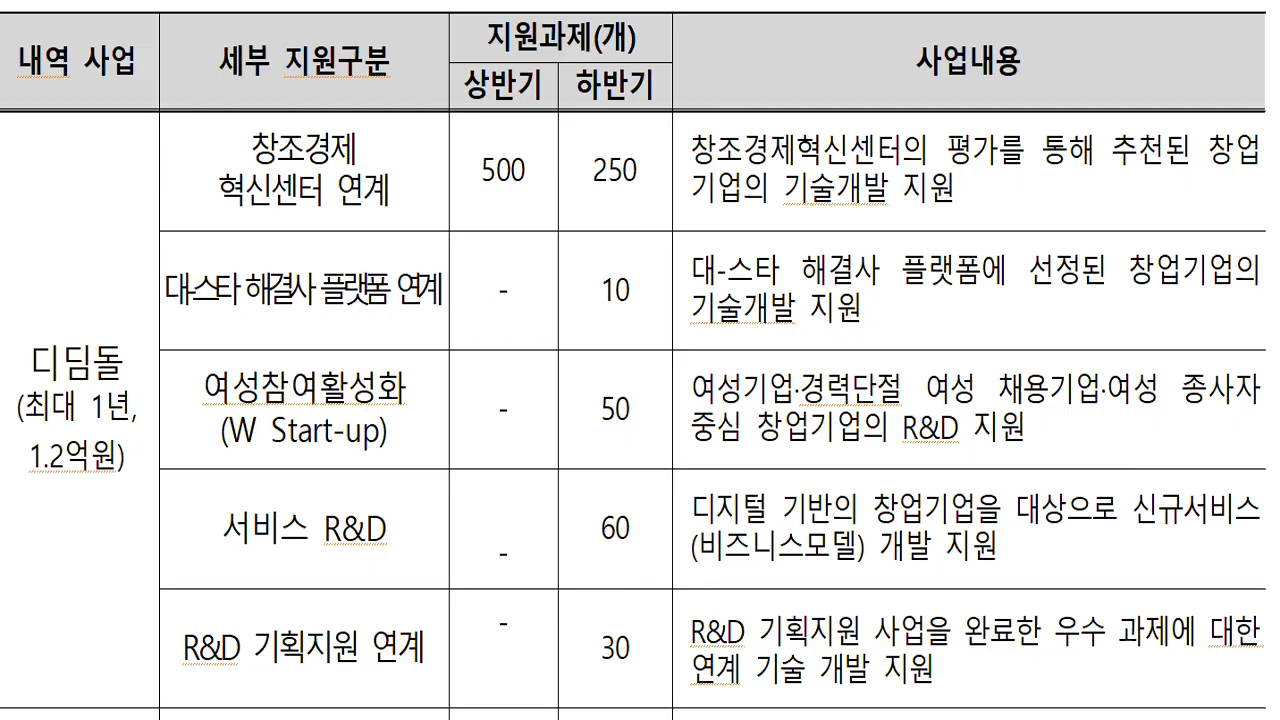 내역 사업
세부 지원구분
지원과제(개)
상반기
하반기
사업내용
디딤돌
(최대 1년,
1.2억원)
창조경제
혁신센터 연계
500
250
창조경제혁신센터의 평가를 통해 추천된 창업
기업의 기술개발 지원
대-스타 해결사 플랫폼 연계
-
10
대-스타 해결사 플랫폼에 선정된 창업기업의
기술개발 지원
여성참여활성화
(W Start-up)
-
50
여성기업·경력단절 여성 채용기업·여성 종사자
중심 창업기업의 R&D 지원
서비스 R&D
-
60
디지털 기반의 창업기업을 대상으로 신규서비스
(비즈니스모델) 개발 지원
R&D 기획지원 연계
-
30
R&D 기획지원 사업을 완료한 우수 과제에 대한
연계 기술 개발 지원